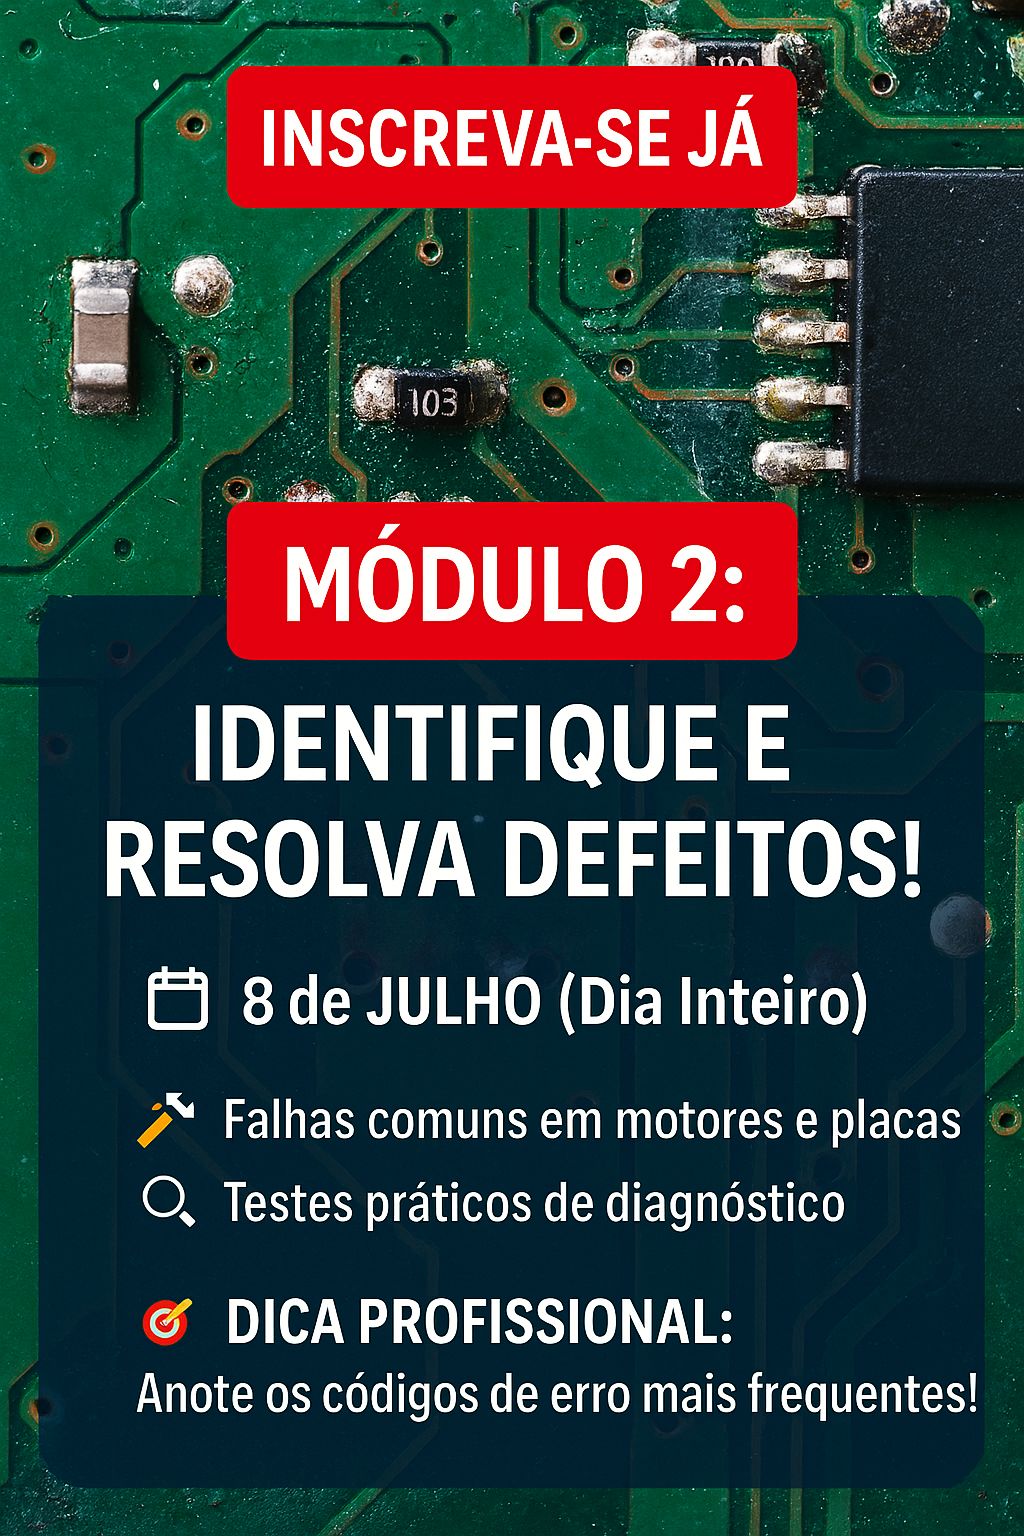 INSCREVA-SE JÁ
103
MÓDULO 2:
IDENTIFIQUE E
RESOLVA DEFEITOS!
8 de JULHO (Dia Inteiro)
Falhas comuns em motores e placas
Testes práticos de diagnóstico
DICA PROFISSIONAL:
Anote os códigos de erro mais frequentes!